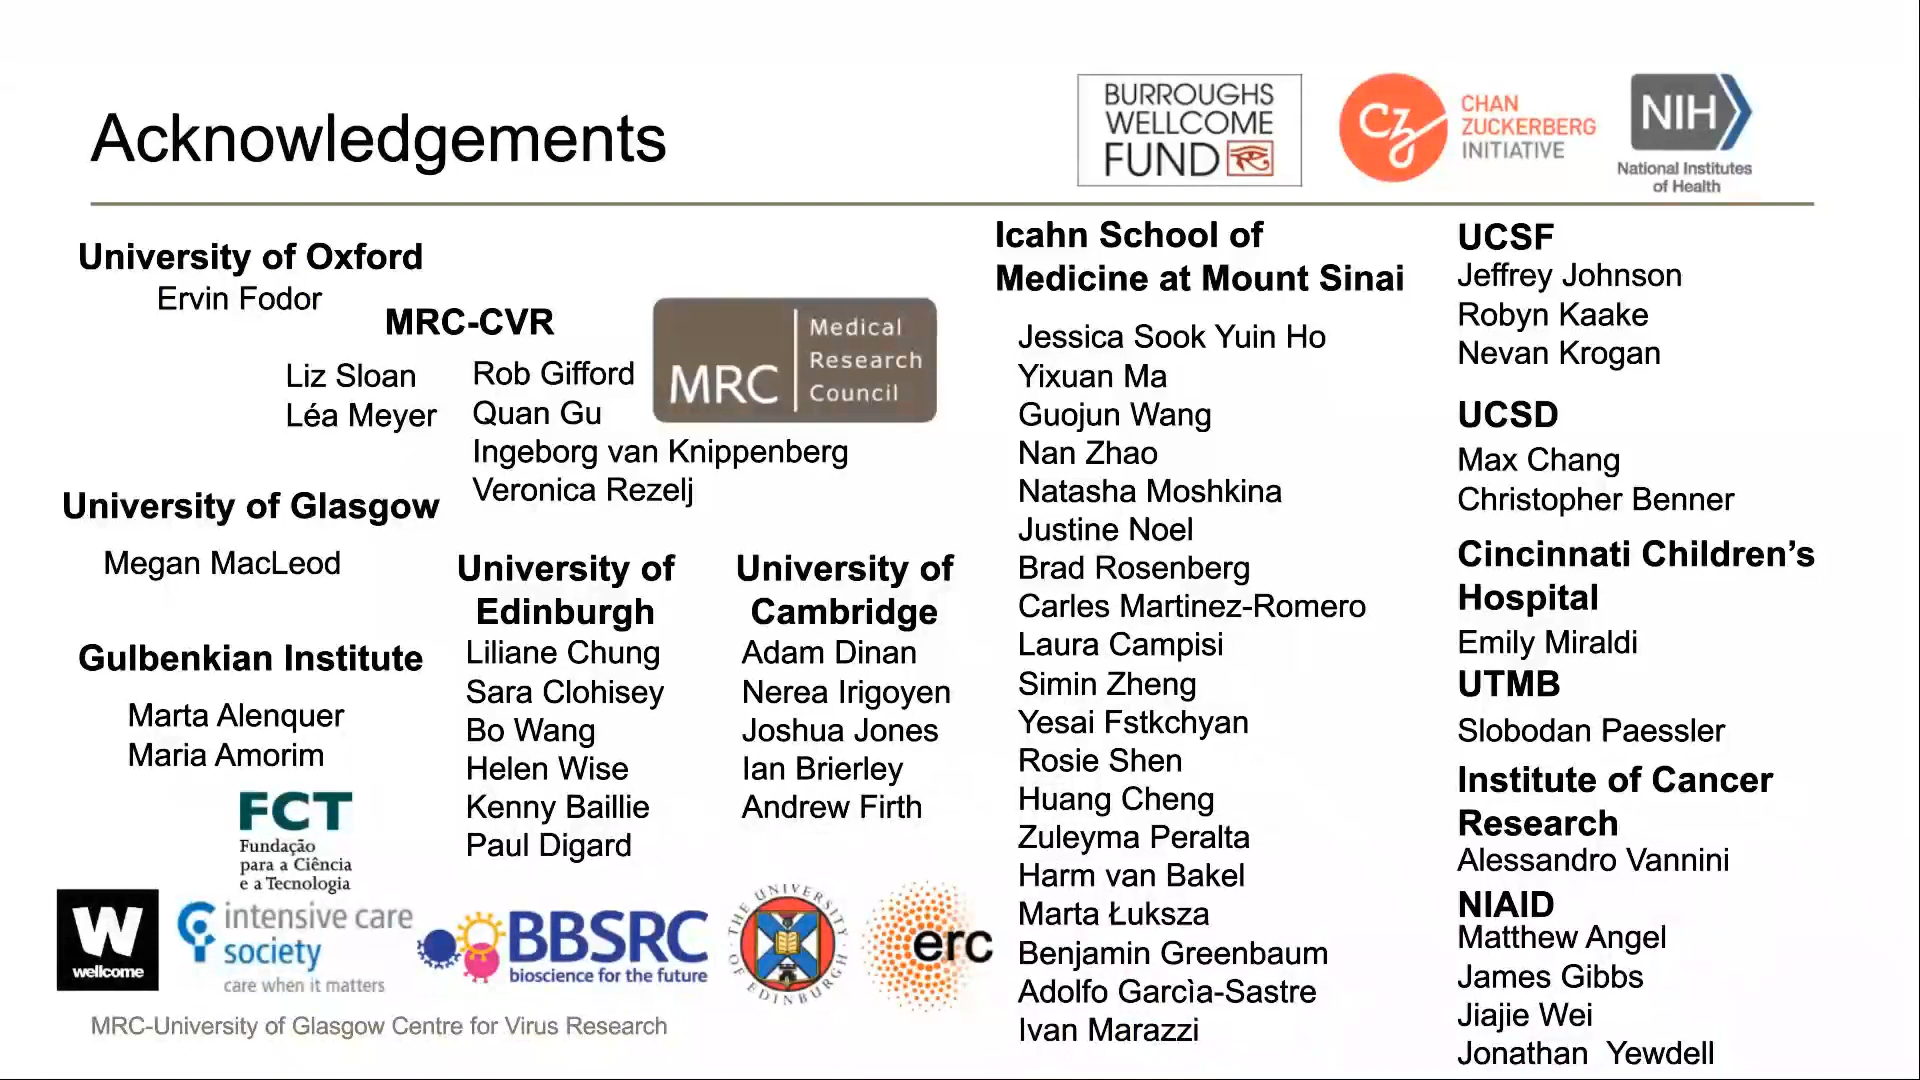 Acknowledgements
BURROUGHS
WELLCOME
FUND
CZ
CHAN
ZUCKERBERG
INITIATIVE
NIH
National Institutes
of Health
University of Oxford
Ervin Fodor
MRC-CVR
Liz Sloan
Léa Meyer
Rob Gifford
Quan Gu
Ingeborg van Knippenberg
Veronica Rezelj
MRC
Medical
Research
Council
University of Glasgow
Megan MacLeod
Gulbenkian Institute
Marta Alenquer
Maria Amorim
FCT
Fundação
para a Ciência
e a Tecnologia
University of
Edinburgh
Liliane Chung
Sara Clohisey
Bo Wang
Helen Wise
Kenny Baillie
Paul Digard
University of
Cambridge
Adam Dinan
Nerea Irigoyen
Joshua Jones
Ian Brierley
Andrew Firth
W
wellcome
intensive care
society
care when it matters
BBSRC
bioscience for the future
THE UNIVERSITY OF EDINBURGH
erc
MRC-University of Glasgow Centre for Virus Research
Icahn School of
Medicine at Mount Sinai
Jessica Sook Yuin Ho
Yixuan Ma
Guojun Wang
Nan Zhao
Natasha Moshkina
Justine Noel
Brad Rosenberg
Carles Martinez-Romero
Laura Campisi
Simin Zheng
Yesai Fstkchyan
Rosie Shen
Huang Cheng
Zuleyma Peralta
Harm van Bakel
Marta Łuksza
Benjamin Greenbaum
Adolfo Garcìa-Sastre
Ivan Marazzi
UCSF
Jeffrey Johnson
Robyn Kaake
Nevan Krogan
UCSD
Max Chang
Christopher Benner
Cincinnati Children’s
Hospital
Emily Miraldi
UTMB
Slobodan Paessler
Institute of Cancer
Research
Alessandro Vannini
NIAID
Matthew Angel
James Gibbs
Jiajie Wei
Jonathan  Yewdell